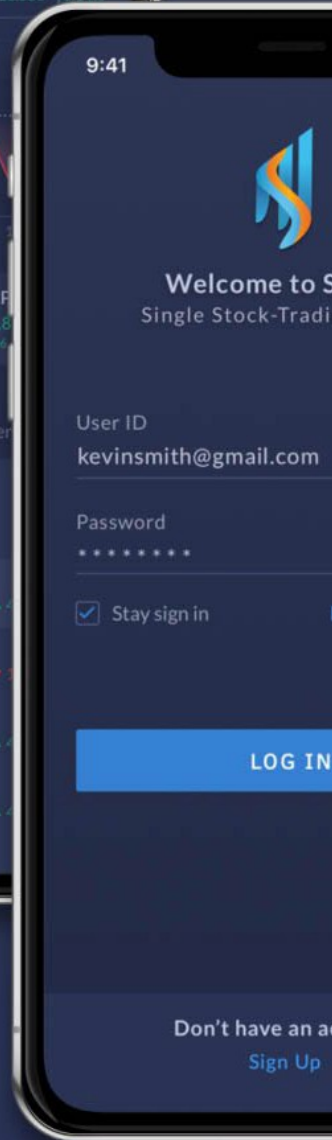 9:41
Welcome to S
Single Stock-Tradi
User ID
kevinsmith@gmail.com
Password
********
Stay sign in
LOG IN
Don't have an a
Sign Up